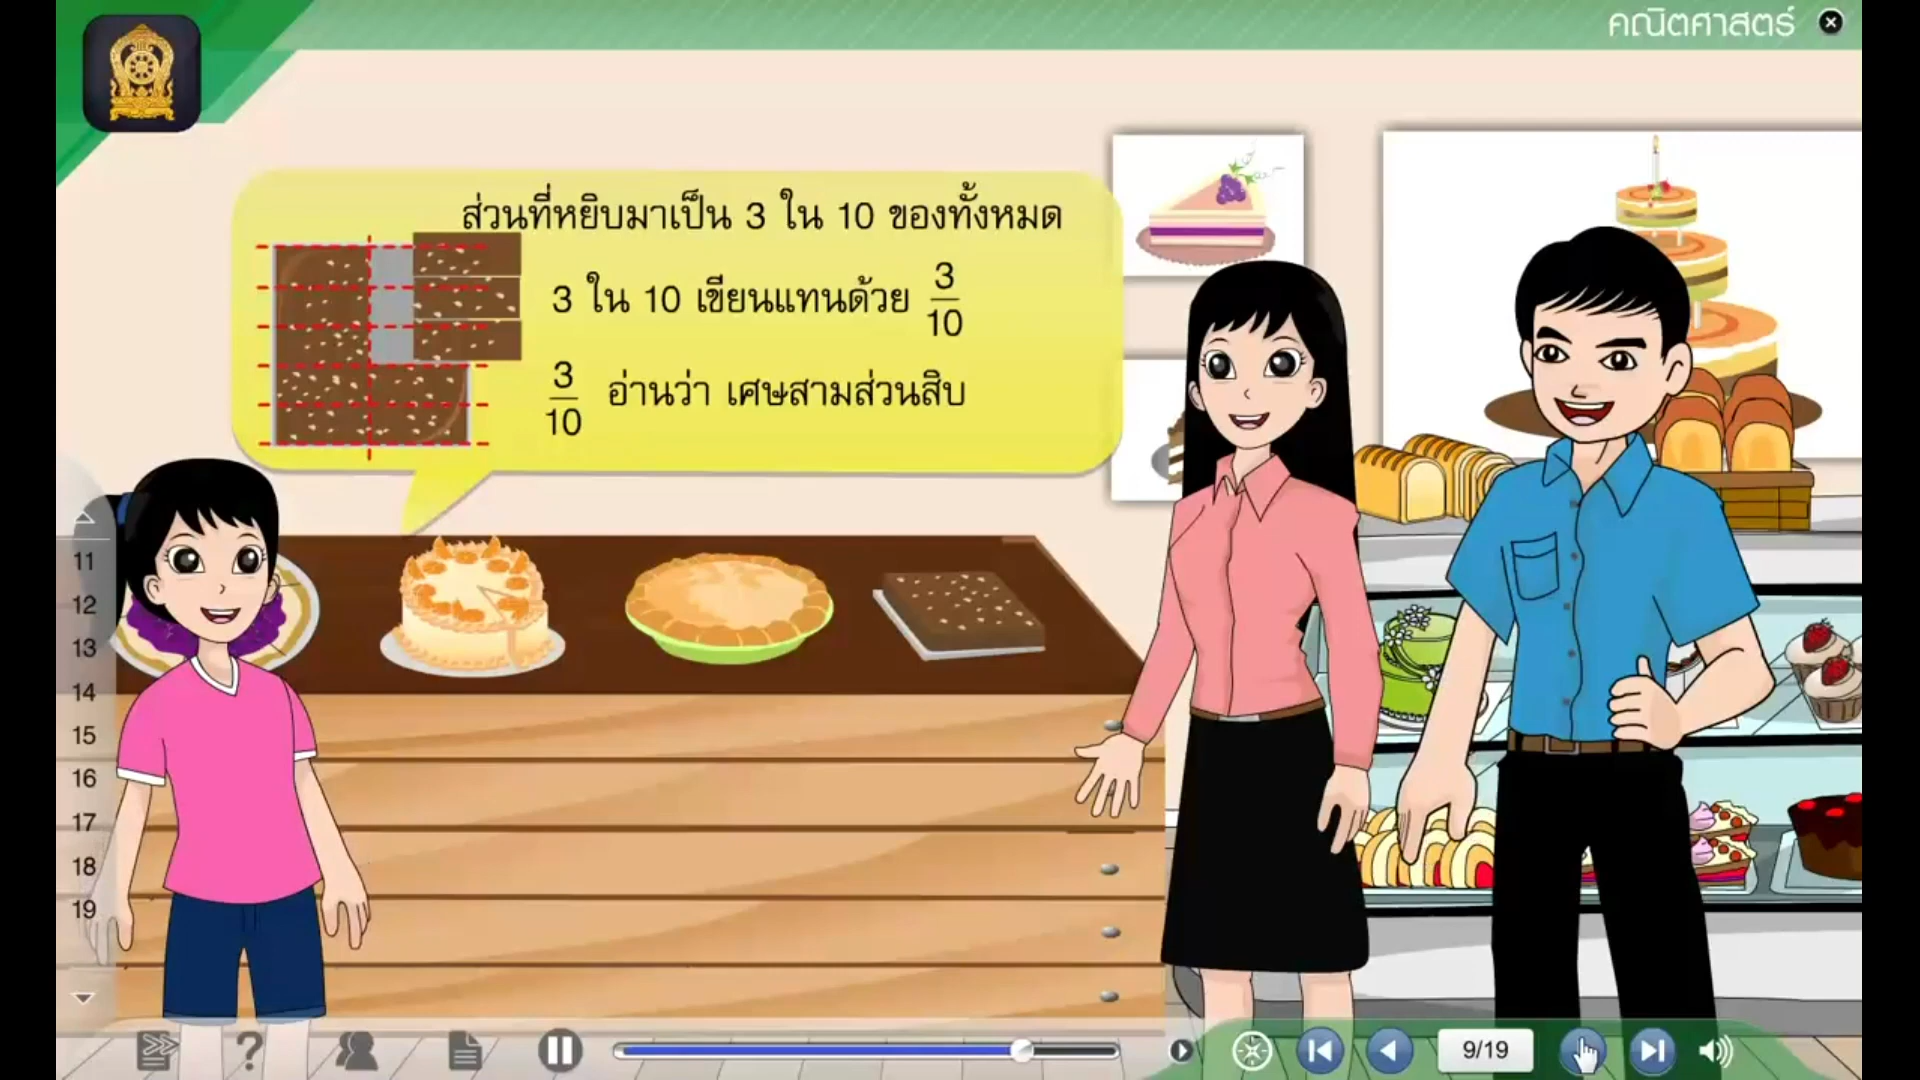 คณิตศาสตร์
ส่วนที่หยิบมาเป็น 3 ใน 10 ของทั้งหมด
3 ใน 10 เขียนแทนด้วย 3/10
3/10 อ่านว่า เศษสามส่วนสิบ
11
12
13
14
15
16
17
18
19
9/19